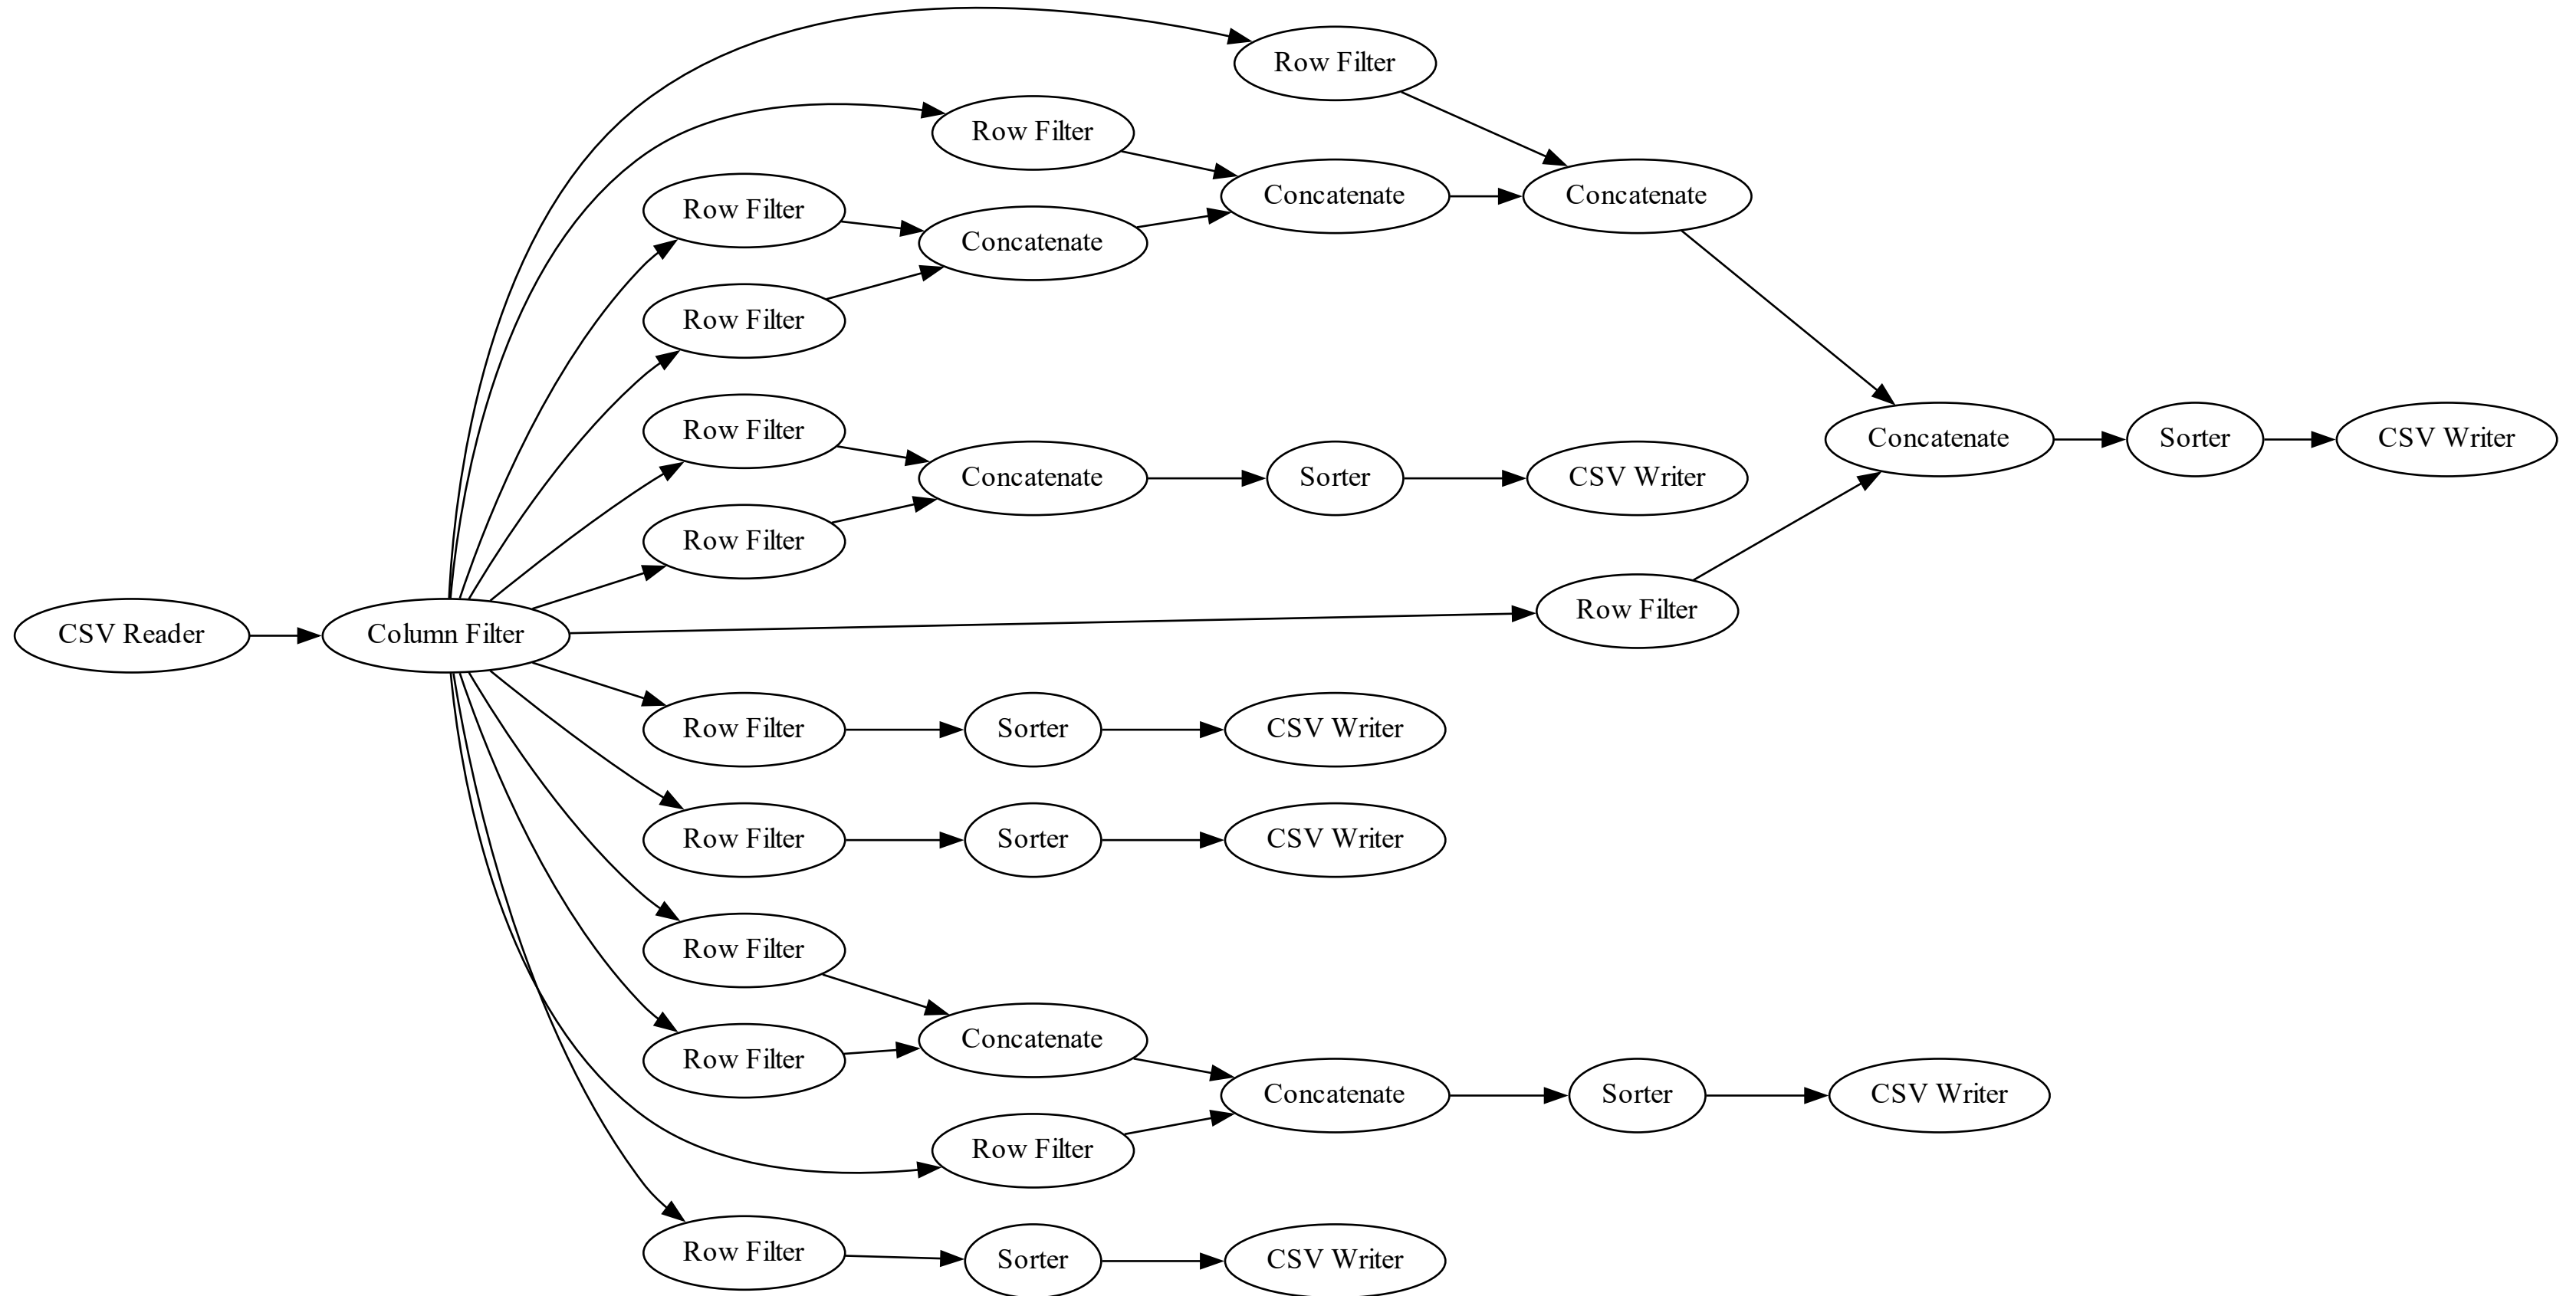 Row Filter
Row Filter
Row Filter
Concatenate
Concatenate
Concatenate
Row Filter
Row Filter
Concatenate
Sorter
CSV Writer
Concatenate
Sorter
CSV Writer
Row Filter
CSV Reader
Column Filter
Row Filter
Row Filter
Sorter
CSV Writer
Row Filter
Sorter
CSV Writer
Row Filter
Concatenate
Row Filter
Concatenate
Sorter
CSV Writer
Row Filter
Row Filter
Sorter
CSV Writer